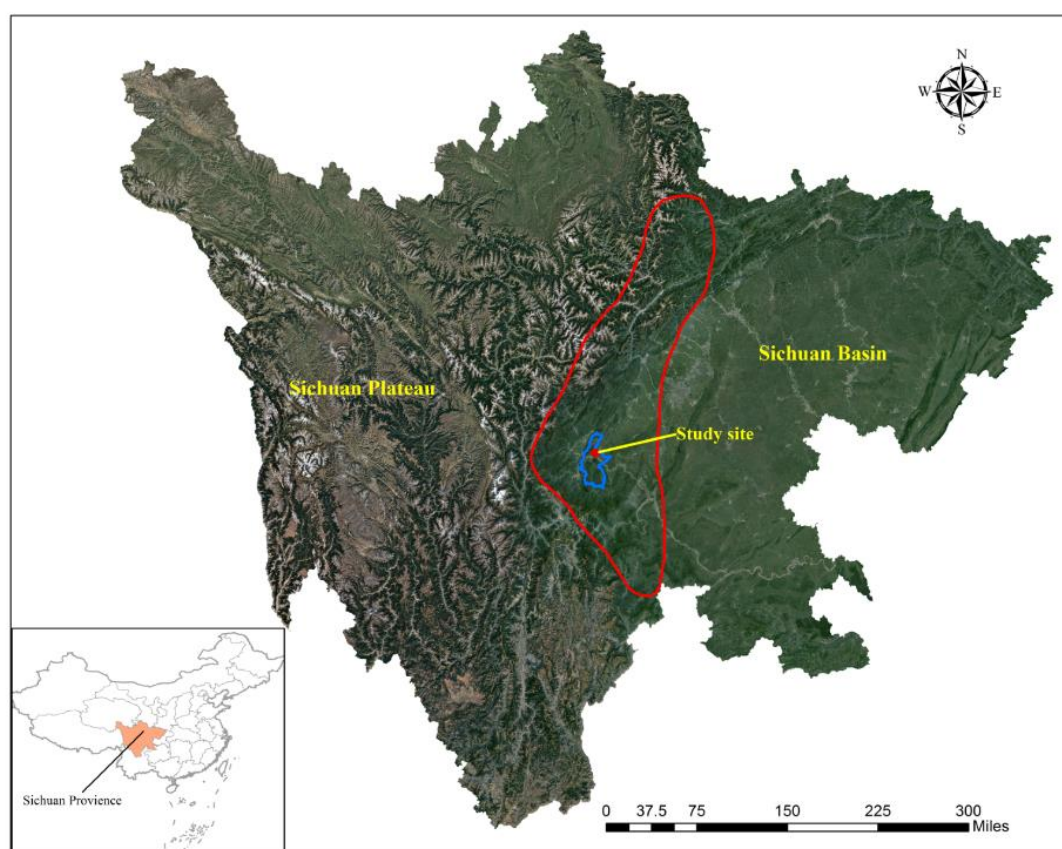 N
W E
S
Sichuan Basin
Sichuan Plateau
Study site
Sichuan Provience
0 37.5 75 150 225 300
Miles